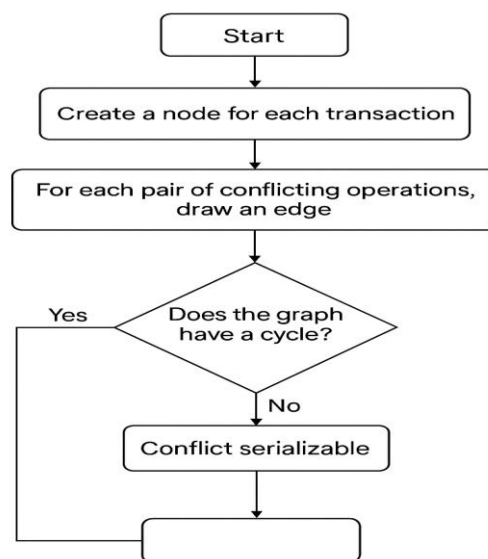 Start
Create a node for each transaction
For each pair of conflicting operations,
draw an edge
Does the graph
have a cycle?
Yes
No
Conflict serializable